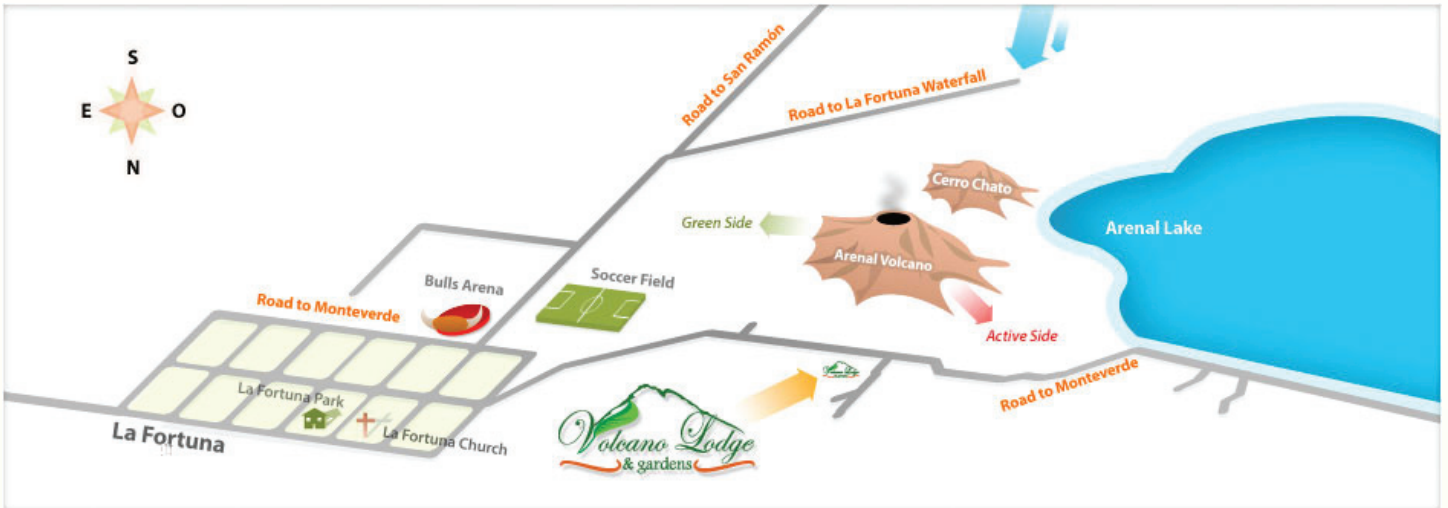 S
E
O
N
Road to San Ramón
Road to La Fortuna Waterfall
Cerro Chato
Green Side
Arenal Volcano
Arenal Lake
Active Side
Bulls Arena
Soccer Field
Road to Monteverde
Road to Monteverde
La Fortuna Park
La Fortuna Church
La Fortuna
Volcano Lodge
& gardens